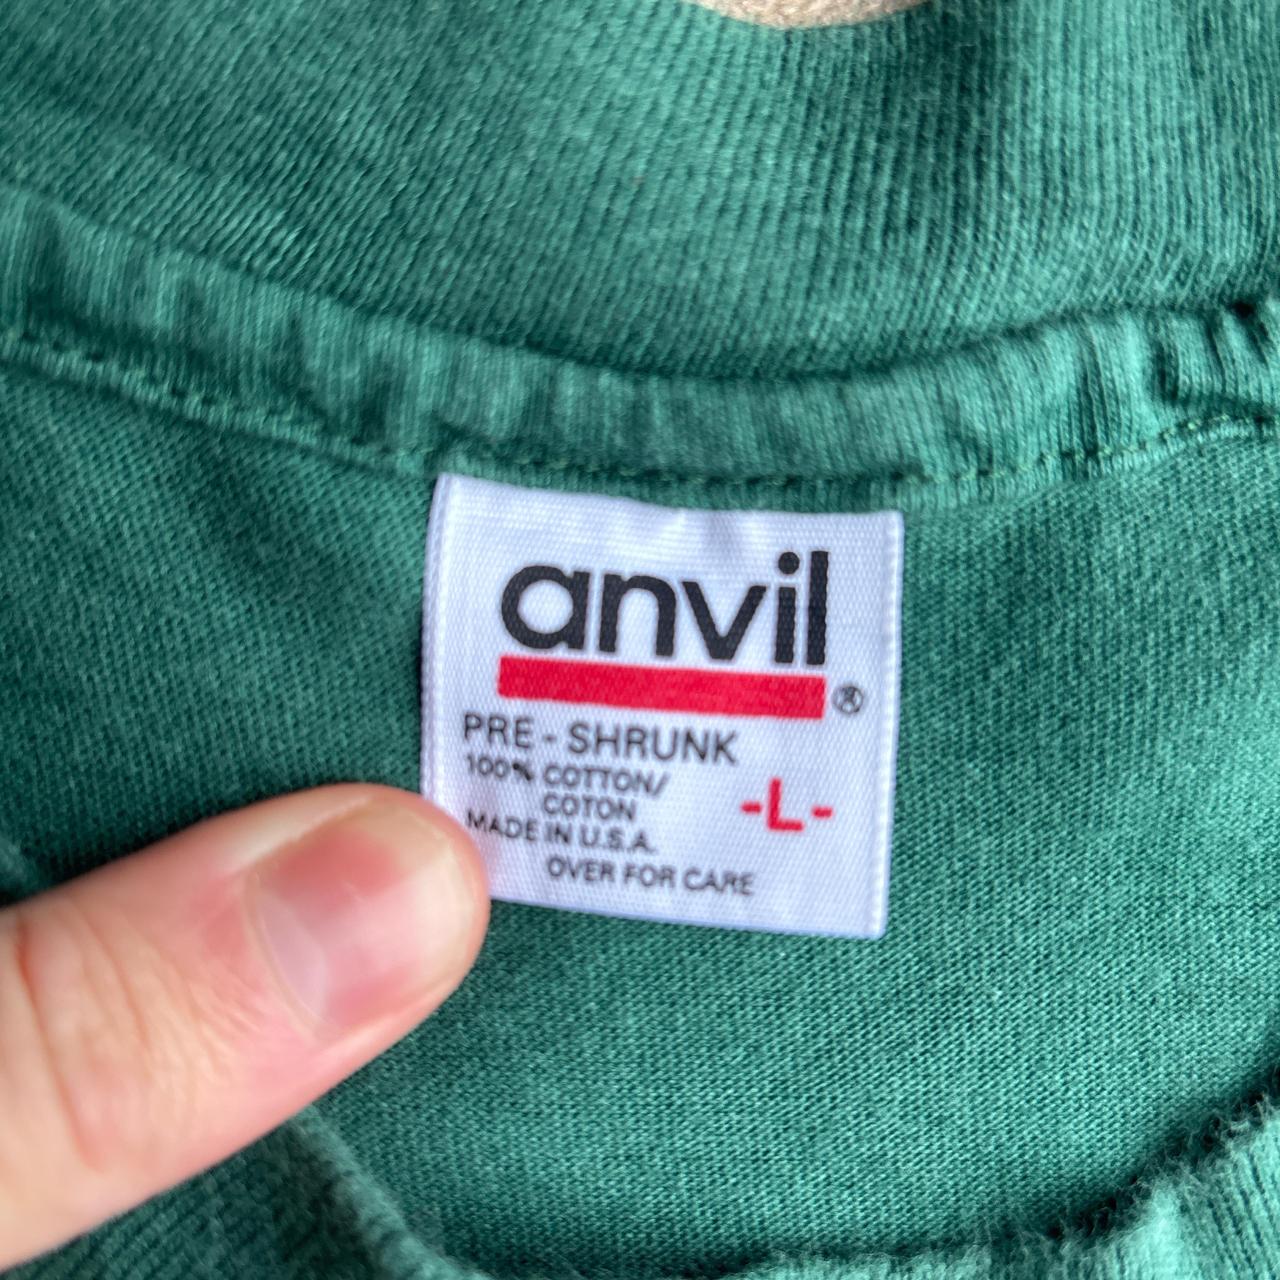 anvil®
PRE - SHRUNK
100% COTTON/
COTON
-L-
MADE IN U.S.A.
OVER FOR CARE